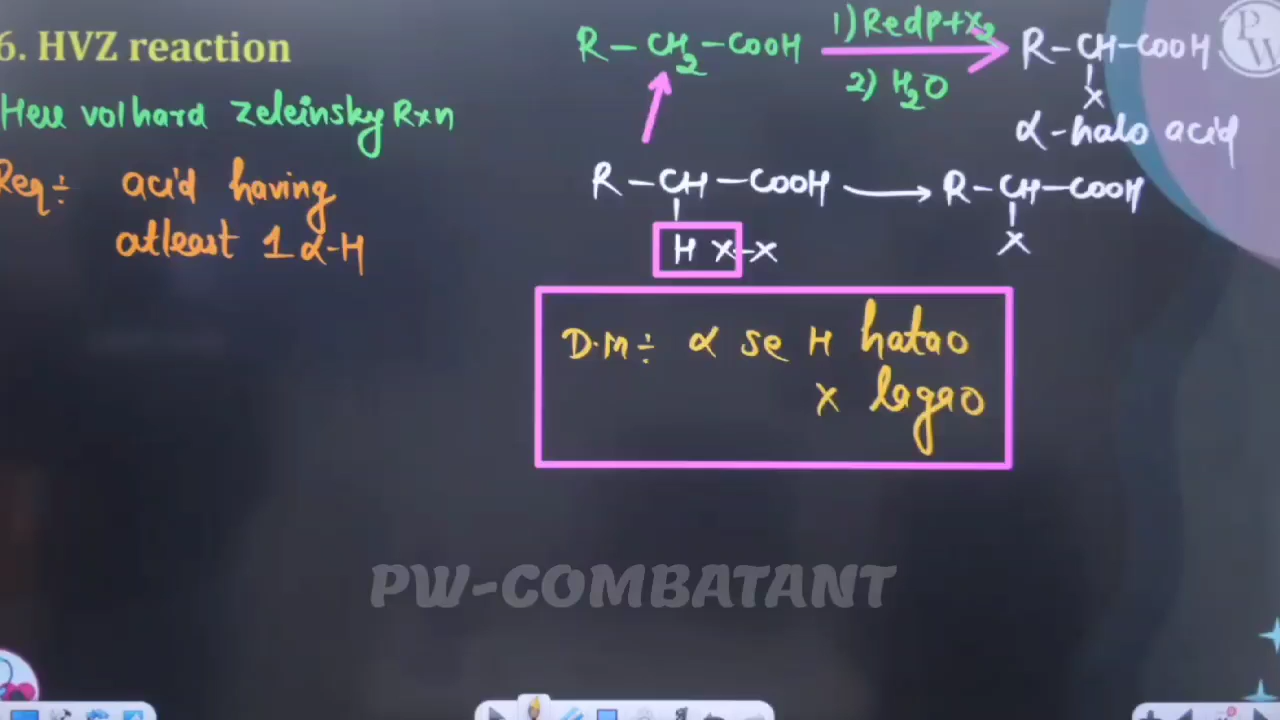 6. HVZ reaction
Hell volhard zeleinsky Rxn
Req ÷ acid having
atleast 1 α-H
R-CH2-COOH
1) Red P+X2
2) H2O
R-CH-COOH
X
α-halo acid
R-CH-COOH
H X-X
R-CH-COOH
X
D.M ÷ α se H hatao
X lagao
PW-COMBATANT
PW